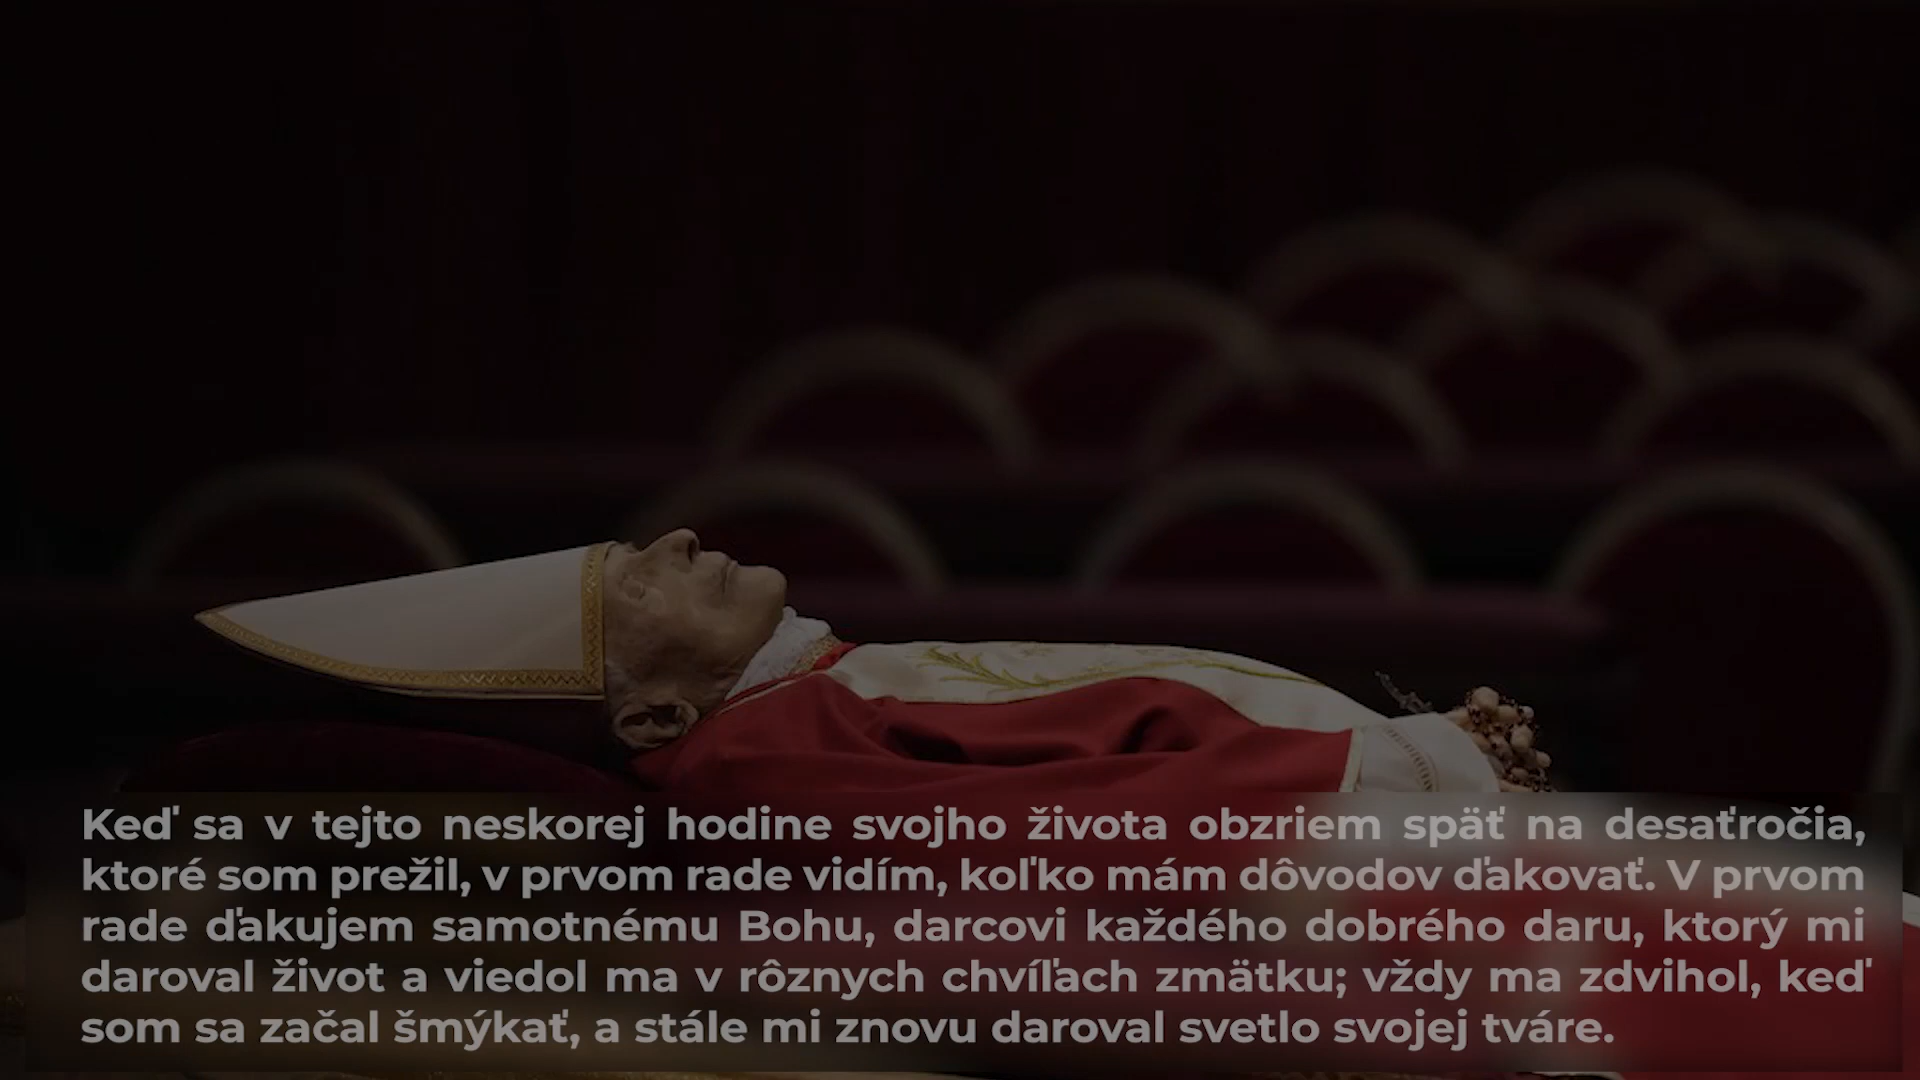 Keď sa v tejto neskorej hodine svojho života obzriem späť na desaťročia,
ktoré som prežil, v prvom rade vidím, koľko mám dôvodov ďakovať. V prvom
rade ďakujem samotnému Bohu, darcovi každého dobrého daru, ktorý mi
daroval život a viedol ma v rôznych chvíľach zmätku; vždy ma zdvihol, keď
som sa začal šmýkať, a stále mi znovu daroval svetlo svojej tváre.